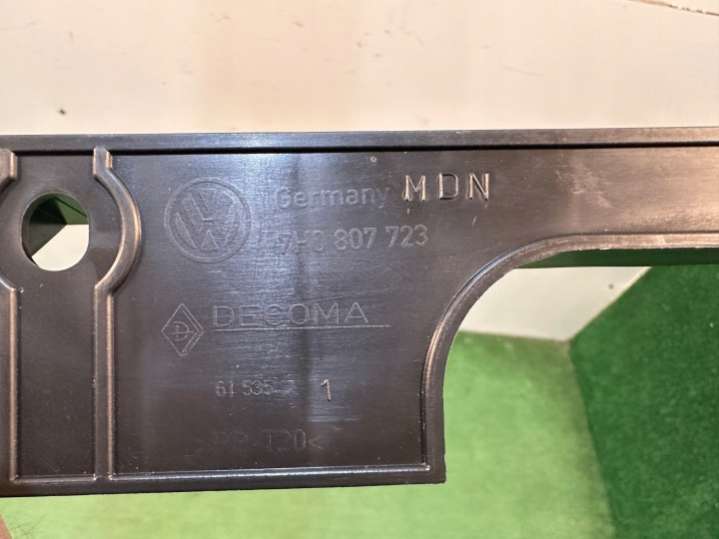 Germany MDN
7H0 807 723
DECOMA
61 535 1